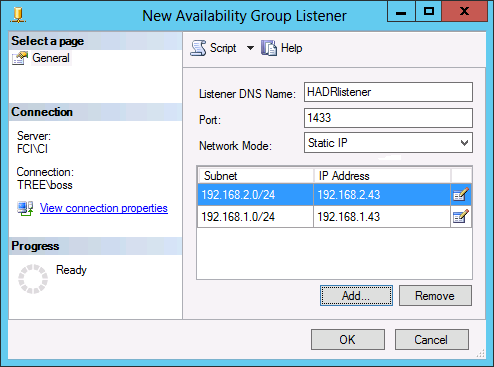 New Availability Group Listener
Select a page
General
Script Help
Listener DNS Name: HADRlistener
Port: 1433
Network Mode: Static IP
Subnet IP Address
192.168.2.0/24 192.168.2.43
192.168.1.0/24 192.168.1.43
Add... Remove
Connection
Server:
FCI\CI
Connection:
TREE\boss
View connection properties
Progress
Ready
OK Cancel